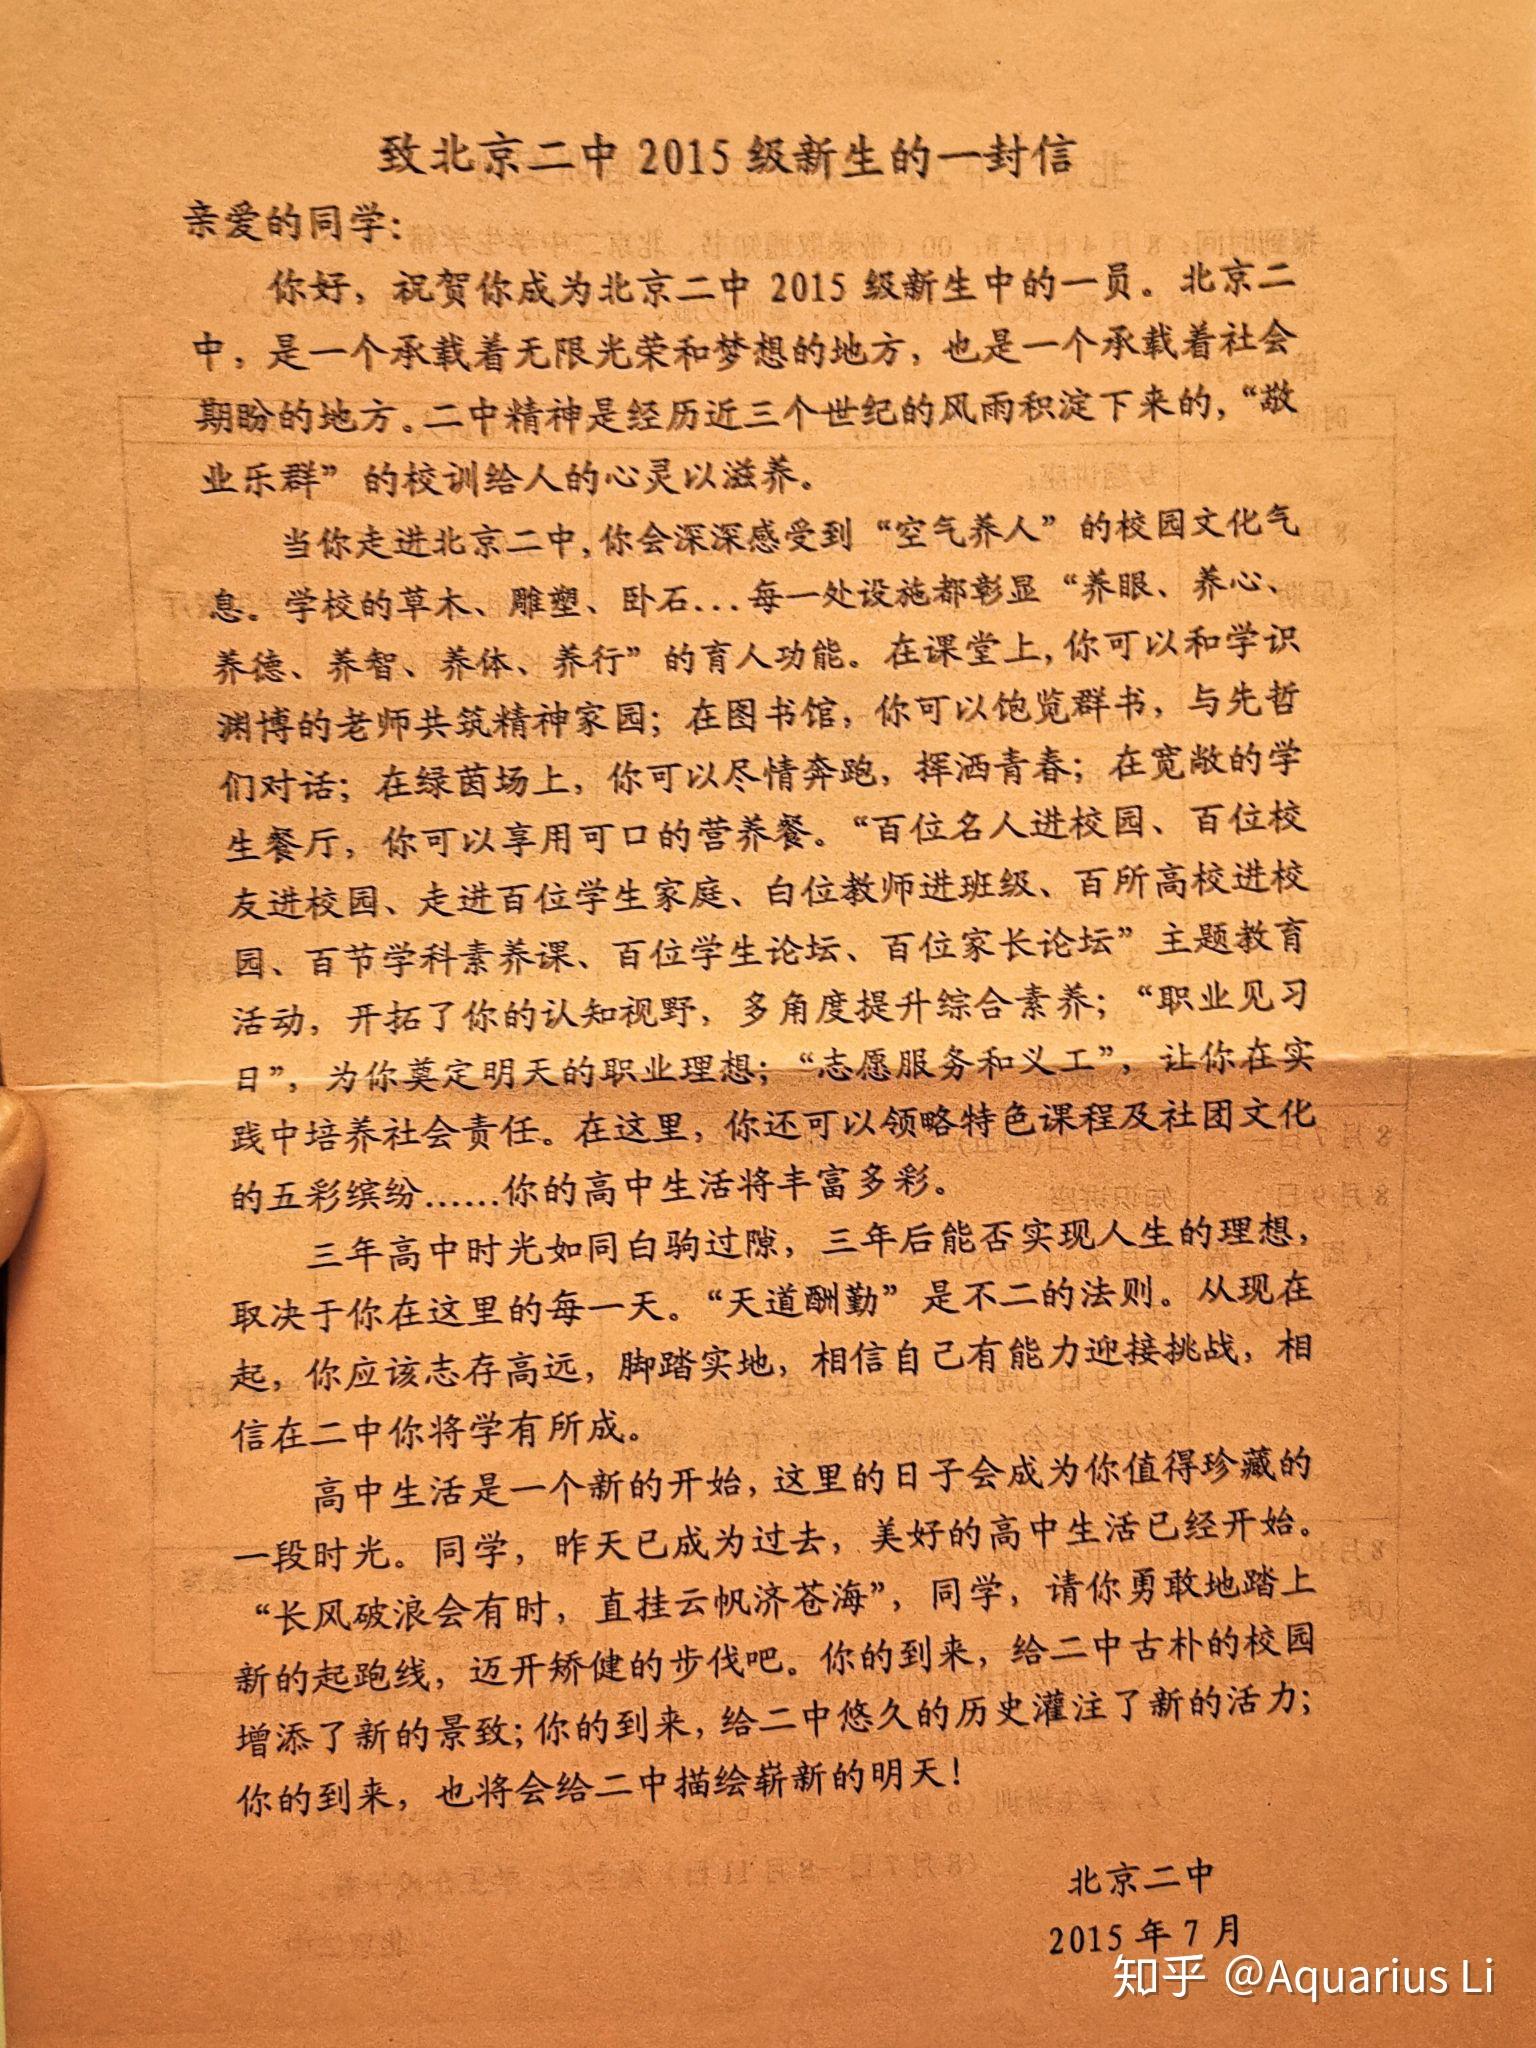 致北京二中 2015 级新生的一封信
亲爱的同学：
你好，祝贺你成为北京二中 2015 级新生中的一员。北京二
中，是一个承载着无限光荣和梦想的地方，也是一个承载着社会
期盼的地方。二中精神是经历近三个世纪的风雨积淀下来的，“敬
业乐群”的校训给人的心灵以滋养。
当你走进北京二中，你会深深感受到“空气养人”的校园文化气
息。学校的草木、雕塑、卧石...每一处设施都彰显“养眼、养心、
养德、养智、养体、养行”的育人功能。在课堂上，你可以和学识
渊博的老师共筑精神家园；在图书馆，你可以饱览群书，与先哲
们对话；在绿茵场上，你可以尽情奔跑，挥洒青春；在宽敞的学
生餐厅，你可以享用可口的营养餐。“百位名人进校园、百位校
友进校园、走进百位学生家庭、白位教师进班级、百所高校进校
园、百节学科素养课、百位学生论坛、百位家长论坛”主题教育
活动，开拓了你的认知视野，多角度提升综合素养；“职业见习
日”，为你奠定明天的职业理想；“志愿服务和义工”，让你在实
践中培养社会责任。在这里，你还可以领略特色课程及社团文化
的五彩缤纷......你的高中生活将丰富多彩。
三年高中时光如同白驹过隙，三年后能否实现人生的理想，
取决于你在这里的每一天。“天道酬勤”是不二的法则。从现在
起，你应该志存高远，脚踏实地，相信自己有能力迎接挑战，相
信在二中你将学有所成。
高中生活是一个新的开始，这里的日子会成为你值得珍藏的
一段时光。同学，昨天已成为过去，美好的高中生活已经开始。
“长风破浪会有时，直挂云帆济苍海”，同学，请你勇敢地踏上
新的起跑线，迈开矫健的步伐吧。你的到来，给二中古朴的校园
增添了新的景致；你的到来，给二中悠久的历史灌注了新的活力；
你的到来，也将会给二中描绘崭新的明天！
北京二中
2015 年 7 月
知乎 @Aquarius Li